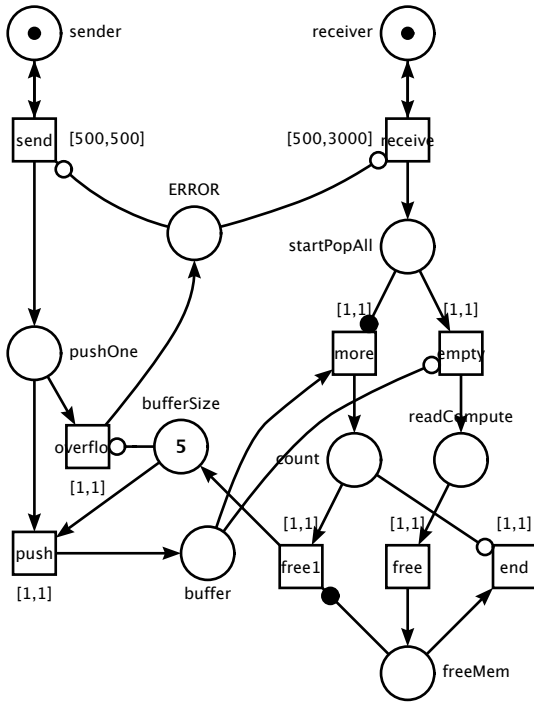 sender
receiver
send
[500,500]
[500,3000]
receive
ERROR
startPopAll
[1,1]
[1,1]
pushOne
more
empty
bufferSize
readCompute
overflo
5
count
[1,1]
[1,1]
[1,1]
[1,1]
push
free1
free
end
[1,1]
buffer
freeMem